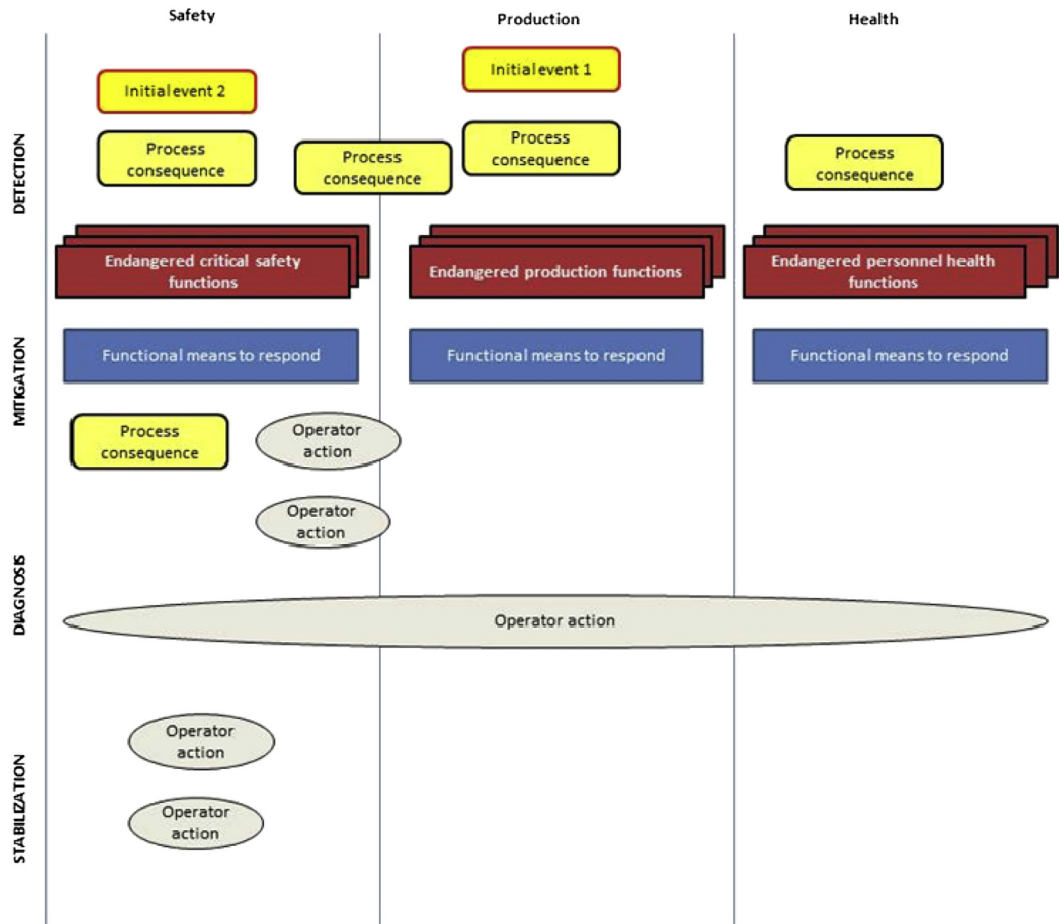 Safety
Production
Health
DETECTION
Initial event 2
Initial event 1
Process
consequence
Process
consequence
Process
consequence
Process
consequence
Endangered critical safety
functions
Endangered production functions
Endangered personnel health
functions
MITIGATION
Functional means to respond
Functional means to respond
Functional means to respond
Process
consequence
Operator
action
Operator
action
DIAGNOSIS
Operator action
STABILIZATION
Operator
action
Operator
action